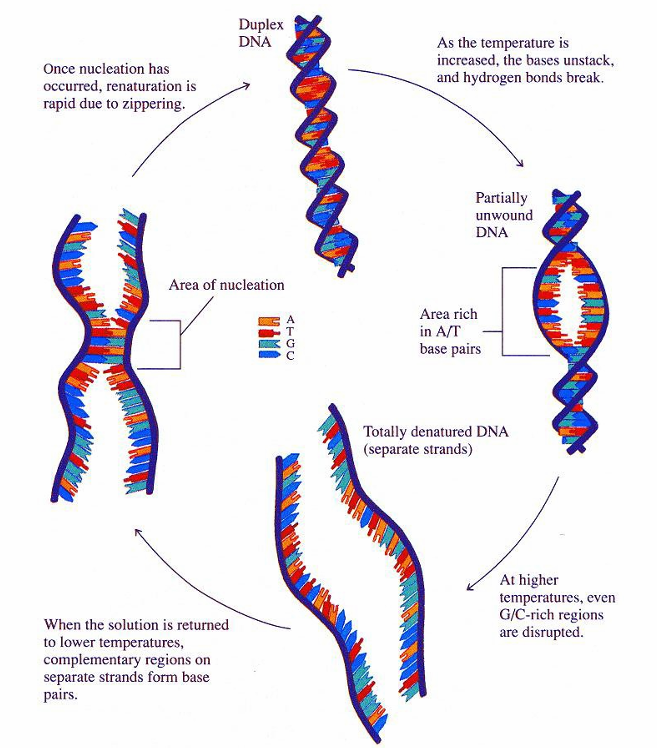 Duplex
DNA
As the temperature is
increased, the bases unstack,
and hydrogen bonds break.
Once nucleation has
occurred, renaturation is
rapid due to zippering.
Partially
unwound
DNA
Area of nucleation
Area rich
in A/T
base pairs
A
T
G
C
Totally denatured DNA
(separate strands)
At higher
temperatures, even
G/C-rich regions
are disrupted.
When the solution is returned
to lower temperatures,
complementary regions on
separate strands form base
pairs.